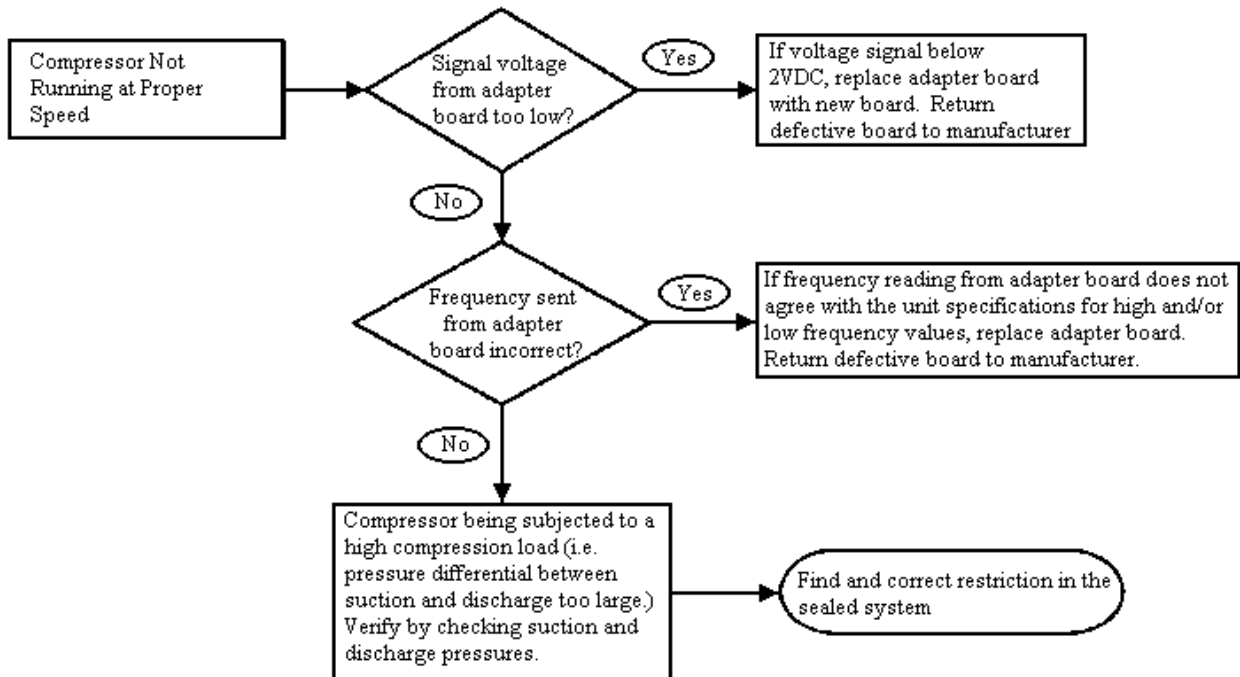 Compressor Not
Running at Proper
Speed
Signal voltage
from adapter
board too low?
Yes
If voltage signal below
2VDC, replace adapter board
with new board. Return
defective board to manufacturer
No
Frequency sent
from adapter
board incorrect?
Yes
If frequency reading from adapter board does not
agree with the unit specifications for high and/or
low frequency values, replace adapter board.
Return defective board to manufacturer.
No
Compressor being subjected to a
high compression load (i.e.
pressure differential between
suction and discharge too large.)
Verify by checking suction and
discharge pressures.
Find and correct restriction in the
sealed system